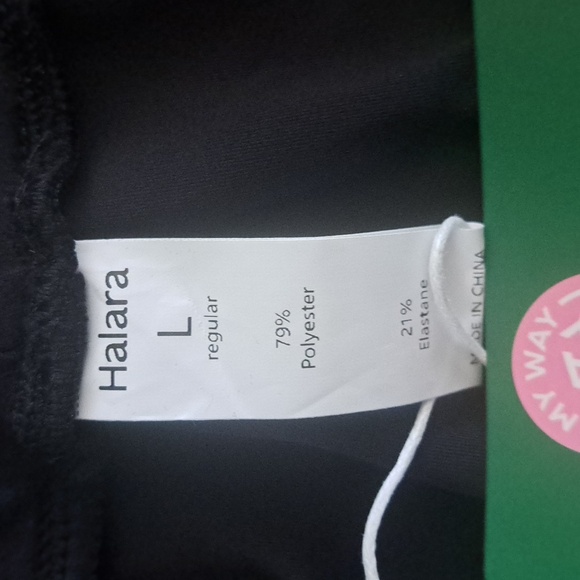 Halara
L
regular
79%
Polyester
21%
Elastane
MADE IN CHINA
MY WAY